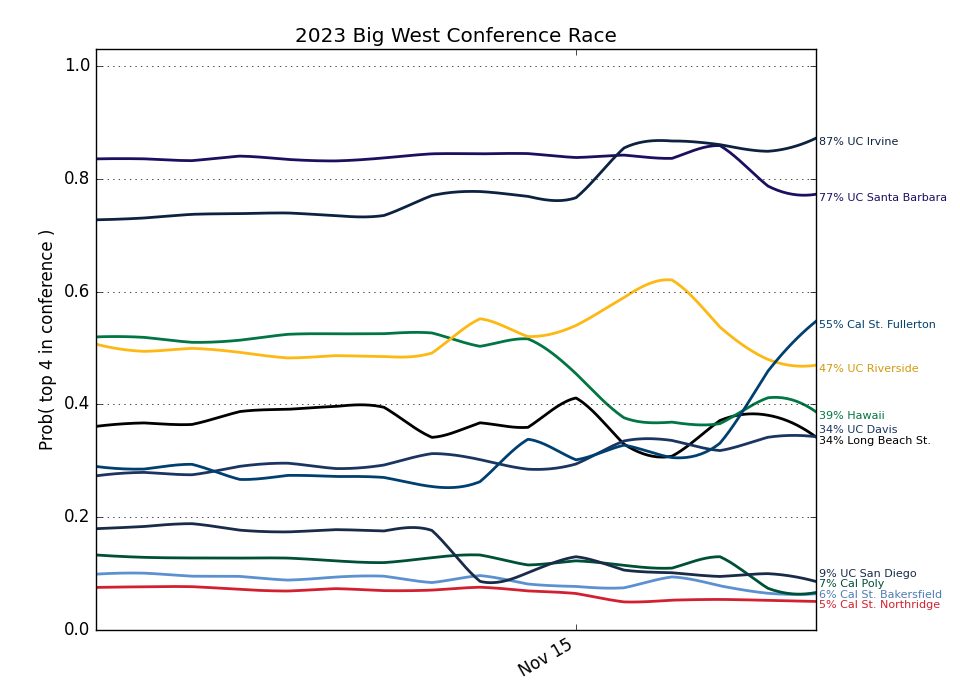 2023 Big West Conference Race
Prob( top 4 in conference )
1.0
0.8
0.6
0.4
0.2
0.0
Nov 15
87% UC Irvine
77% UC Santa Barbara
55% Cal St. Fullerton
47% UC Riverside
39% Hawaii
34% UC Davis
34% Long Beach St.
9% UC San Diego
7% Cal Poly
6% Cal St. Bakersfield
5% Cal St. Northridge